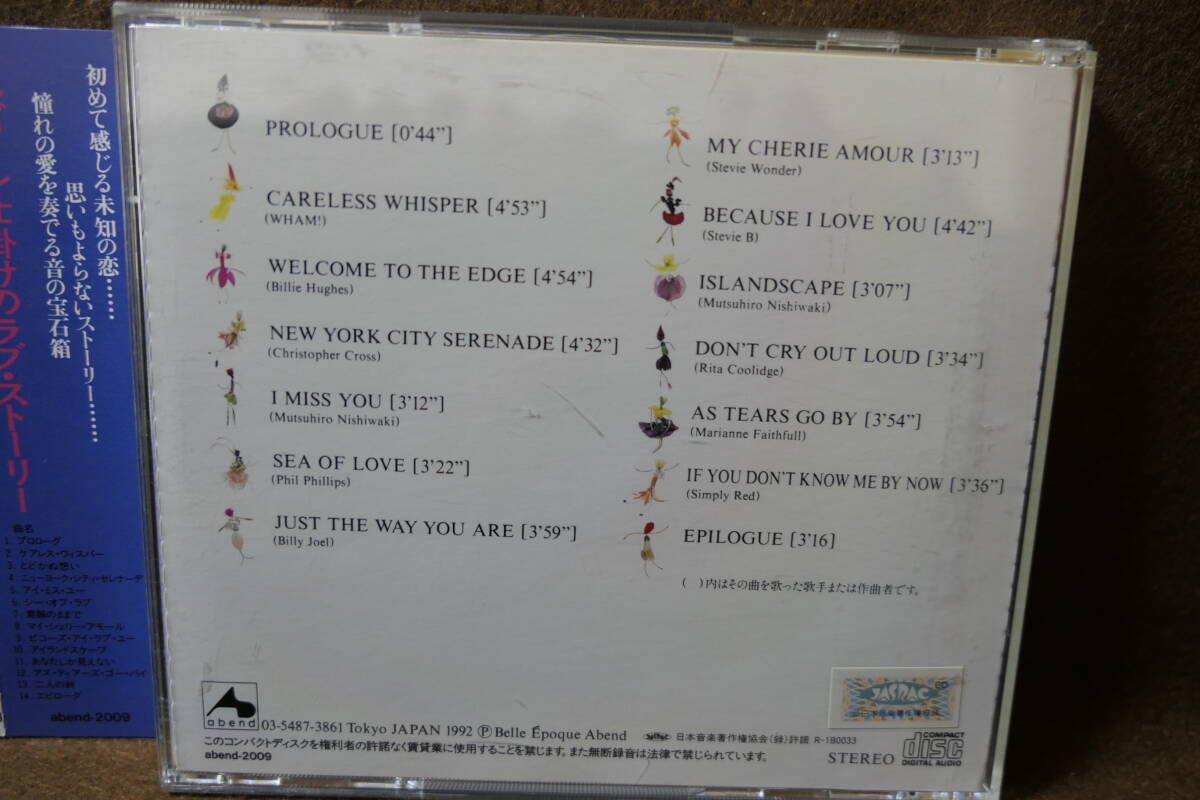 初めて感じる未知の恋……
思いもよらないストーリー……
憧れの愛を奏でる音の宝石箱
仕掛けのラブ・ストーリー
曲名
1. プロローグ
2. ケアレス・ウィスパー
3. とどかぬ想い
4. ニューヨーク・シティ・セレナーデ
5. アイ・ミス・ユー
6. シー・オブ・ラブ
7. 素顔のままで
8. マイ・シェリー・アモール
9. ビコーズ・アイ・ラブ・ユー
10. アイランドスケープ
11. あなたしか見えない
12. アズ・ティアーズ・ゴー・バイ
13. 二人の絆
14. エピローグ
abend-2009
PROLOGUE [0'44”]
CARELESS WHISPER [4'53”]
(WHAM!)
WELCOME TO THE EDGE [4'54”]
(Billie Hughes)
NEW YORK CITY SERENADE [4'32”]
(Christopher Cross)
I MISS YOU [3'12”]
(Mutsuhiro Nishiwaki)
SEA OF LOVE [3'22”]
(Phil Phillips)
JUST THE WAY YOU ARE [3'59”]
(Billy Joel)
MY CHERIE AMOUR [3'13”]
(Stevie Wonder)
BECAUSE I LOVE YOU [4'42”]
(Stevie B)
ISLANDSCAPE [3'07”]
(Mutsuhiro Nishiwaki)
DON'T CRY OUT LOUD [3'34”]
(Rita Coolidge)
AS TEARS GO BY [3'54”]
(Marianne Faithfull)
IF YOU DON'T KNOW ME BY NOW [3'36”]
(Simply Red)
EPILOGUE [3'16]
( )内はその曲を歌った歌手または作曲者です。
abend
03-5487-3861 Tokyo JAPAN 1992 Ⓟ Belle Époque Abend
日本音楽著作権協会(録)許諾 R-1B0033
このコンパクトディスクを権利者の許諾なく賃貸業に使用することを禁じます。また無断録音は法律で禁じられています。
abend-2009
STEREO
JASRAC
COMPACT
disc
DIGITAL AUDIO